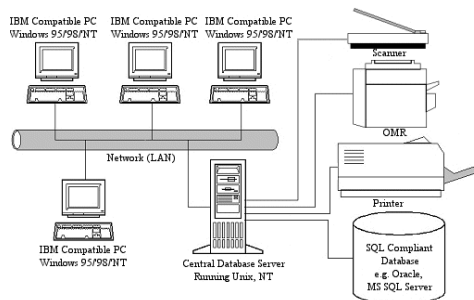 IBM Compatible PC
Windows 95/98/NT
IBM Compatible PC
Windows 95/98/NT
IBM Compatible PC
Windows 95/98/NT
Scanner
OMR
Network (LAN)
Printer
IBM Compatible PC
Windows 95/98/NT
Central Database Server
Running Unix, NT
SQL Compliant
Database
e.g. Oracle,
MS SQL Server